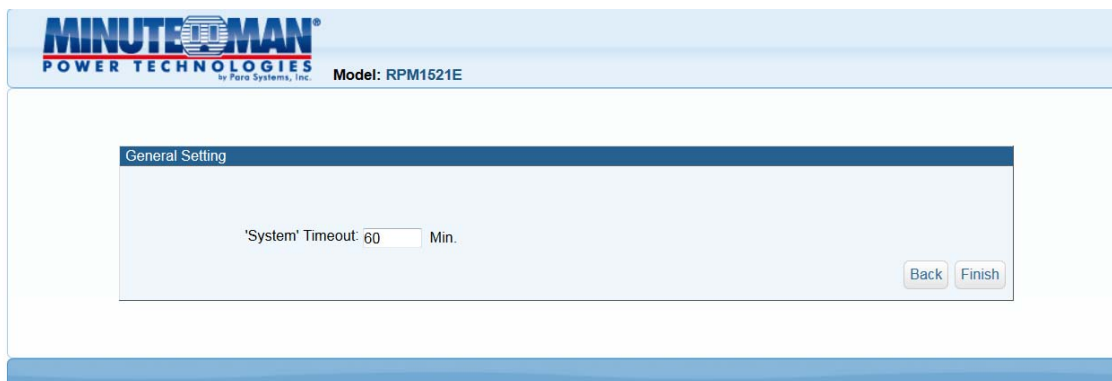 MINUTEMAN®
POWER TECHNOLOGIES
by Para Systems, Inc.
Model: RPM1521E
General Setting
'System' Timeout: 60 Min.
Back Finish